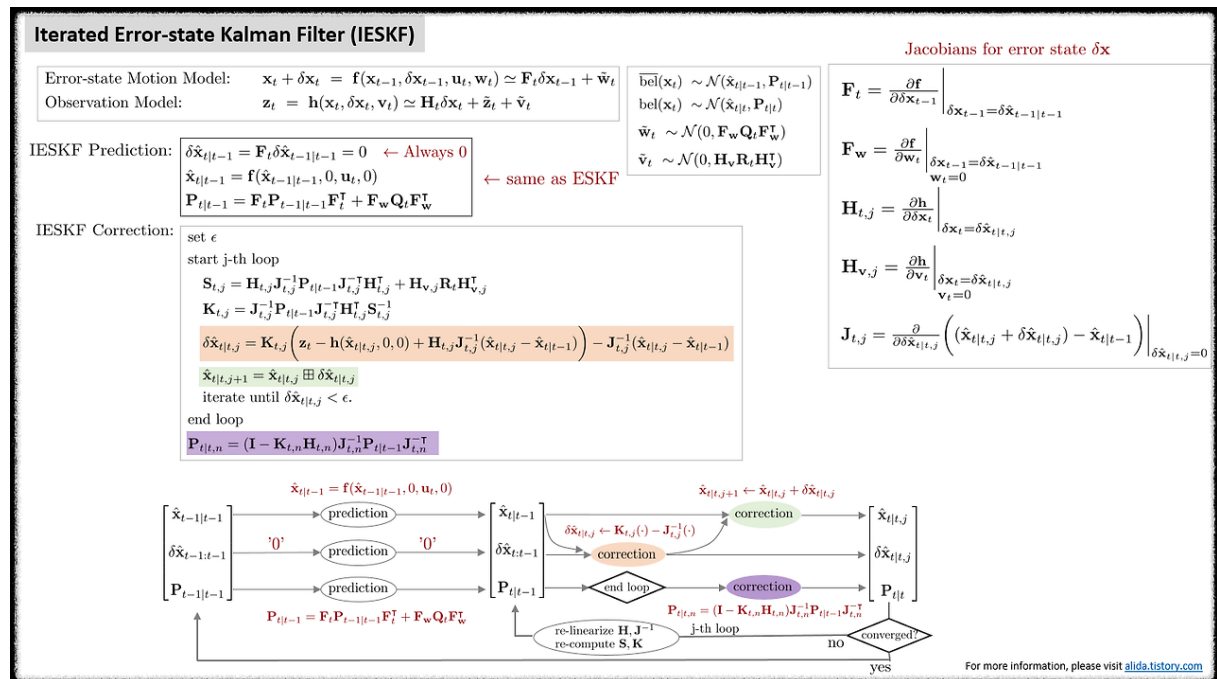 Iterated Error-state Kalman Filter (IESKF)
Error-state Motion Model: x_t + δx_t = f(x_{t−1}, δx_{t−1}, u_t, w_t) ≃ F_t δx_{t−1} + w̃_t
Observation Model: z_t = h(x_t, δx_t, v_t) ≃ H_t δx_t + z̃_t + ṽ_t
b̅e̅l̅(x_t) ∼ 𝒩(x̂_{t|t−1}, P_{t|t−1})
bel(x_t) ∼ 𝒩(x̂_{t|t}, P_{t|t})
w̃_t ∼ 𝒩(0, F_w Q_t F_w^⊤)
ṽ_t ∼ 𝒩(0, H_v R_t H_v^⊤)
IESKF Prediction: δx̂_{t|t−1} = F_t δx̂_{t−1|t−1} = 0 ← Always 0
x̂_{t|t−1} = f(x̂_{t−1|t−1}, 0, u_t, 0)
← same as ESKF
P_{t|t−1} = F_t P_{t−1|t−1} F_t^⊤ + F_w Q_t F_w^⊤
IESKF Correction:
set ϵ
start j-th loop
S_{t,j} = H_{t,j} J_{t,j}^{−1} P_{t|t−1} J_{t,j}^{−⊤} H_{t,j}^⊤ + H_{v,j} R_t H_{v,j}^⊤
K_{t,j} = J_{t,j}^{−1} P_{t|t−1} J_{t,j}^{−⊤} H_{t,j}^⊤ S_{t,j}^{−1}
δx̂_{t|t,j} = K_{t,j} (z_t − h(x̂_{t|t,j}, 0, 0) + H_{t,j} J_{t,j}^{−1} (x̂_{t|t,j} − x̂_{t|t−1})) − J_{t,j}^{−1} (x̂_{t|t,j} − x̂_{t|t−1})
x̂_{t|t,j+1} = x̂_{t|t,j} ⊞ δx̂_{t|t,j}
iterate until δx̂_{t|t,j} < ϵ.
end loop
P_{t|t,n} = (I − K_{t,n} H_{t,n}) J_{t,n}^{−1} P_{t|t−1} J_{t,n}^{−⊤}
Jacobians for error state δx
F_t = ∂f/∂δx_{t−1} |_{δx_{t−1}=δx̂_{t−1|t−1}}
F_w = ∂f/∂w_t |_{δx_{t−1}=δx̂_{t−1|t−1}, w_t=0}
H_{t,j} = ∂h/∂δx_t |_{δx_t=δx̂_{t|t,j}}
H_{v,j} = ∂h/∂v_t |_{δx_t=δx̂_{t|t,j}, v_t=0}
J_{t,j} = ∂/∂δx̂_{t|t,j} ((x̂_{t|t,j} + δx̂_{t|t,j}) − x̂_{t|t−1}) |_{δx̂_{t|t,j}=0}
x̂_{t|t−1} = f(x̂_{t−1|t−1}, 0, u_t, 0)
x̂_{t|t,j+1} ← x̂_{t|t,j} + δx̂_{t|t,j}
x̂_{t−1|t−1} prediction x̂_{t|t−1} correction x̂_{t|t,j}
δx̂_{t|t,j} ← K_{t,j}(·) − J_{t,j}^{−1}(·)
δx̂_{t−1:t−1} '0' prediction '0' δx̂_{t:t−1} correction δx̂_{t|t,j}
P_{t−1|t−1} prediction P_{t|t−1} end loop correction P_{t|t}
P_{t|t−1} = F_t P_{t−1|t−1} F_t^⊤ + F_w Q_t F_w^⊤
P_{t|t,n} = (I − K_{t,n} H_{t,n}) J_{t,n}^{−1} P_{t|t−1} J_{t,n}^{−⊤}
re-linearize H, J^{−1}
re-compute S, K
j-th loop
no
converged?
yes
For more information, please visit alida.tistory.com